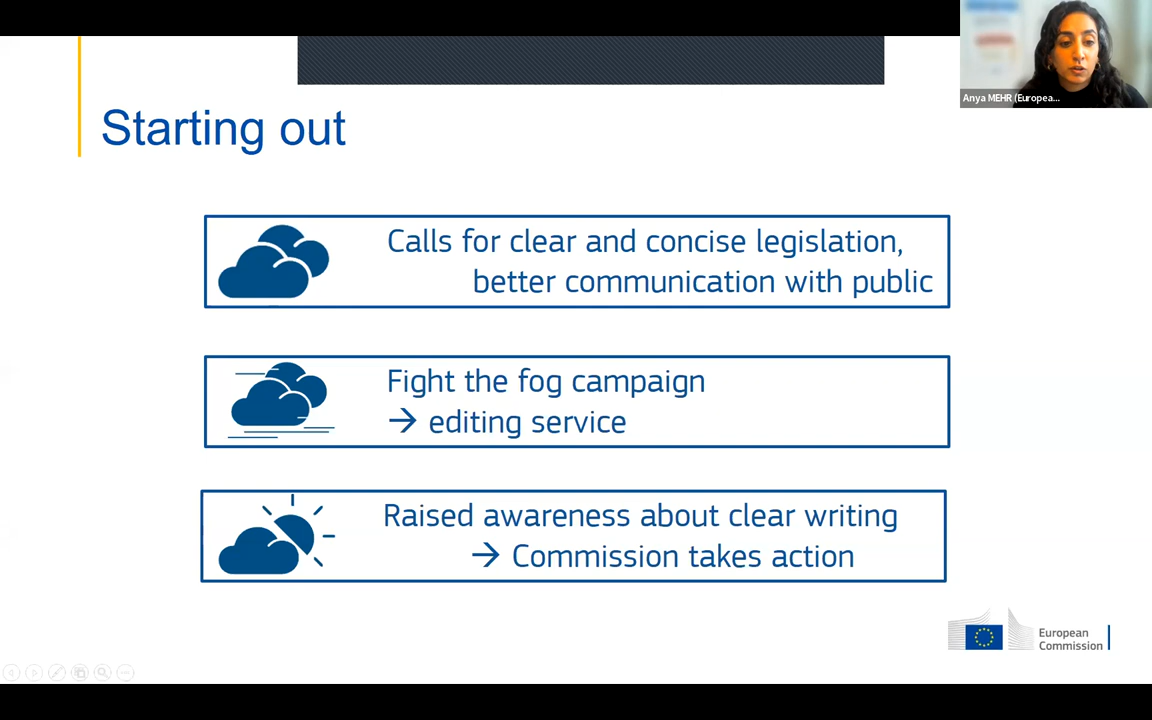 Anya MEHR (Europea...
Starting out
Calls for clear and concise legislation,
better communication with public
Fight the fog campaign
→ editing service
Raised awareness about clear writing
→ Commission takes action
European
Commission